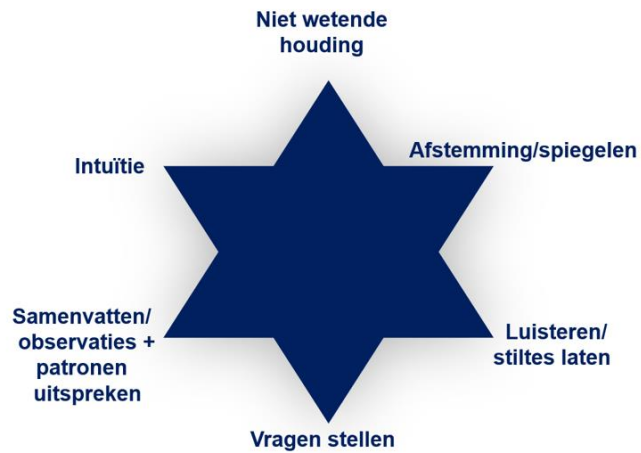 Niet wetende
houding
Afstemming/spiegelen
Intuïtie
Samenvatten/
observaties +
patronen
uitspreken
Luisteren/
stiltes laten
Vragen stellen